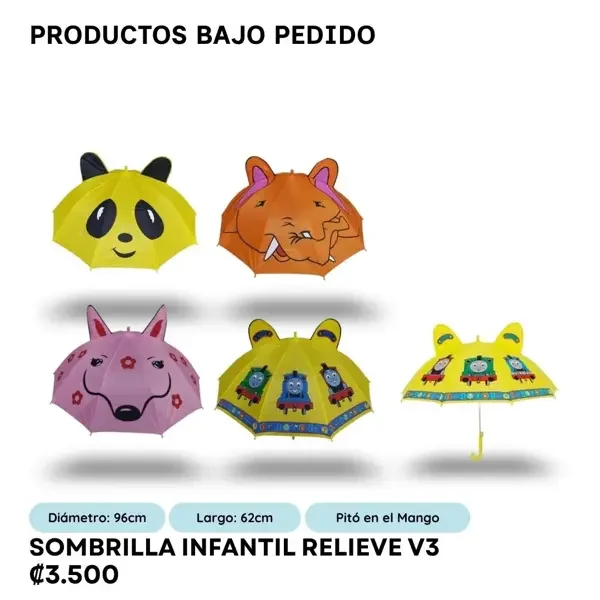 PRODUCTOS BAJO PEDIDO
Diámetro: 96cm
Largo: 62cm
Pitó en el Mango
SOMBRILLA INFANTIL RELIEVE V3
₡3.500